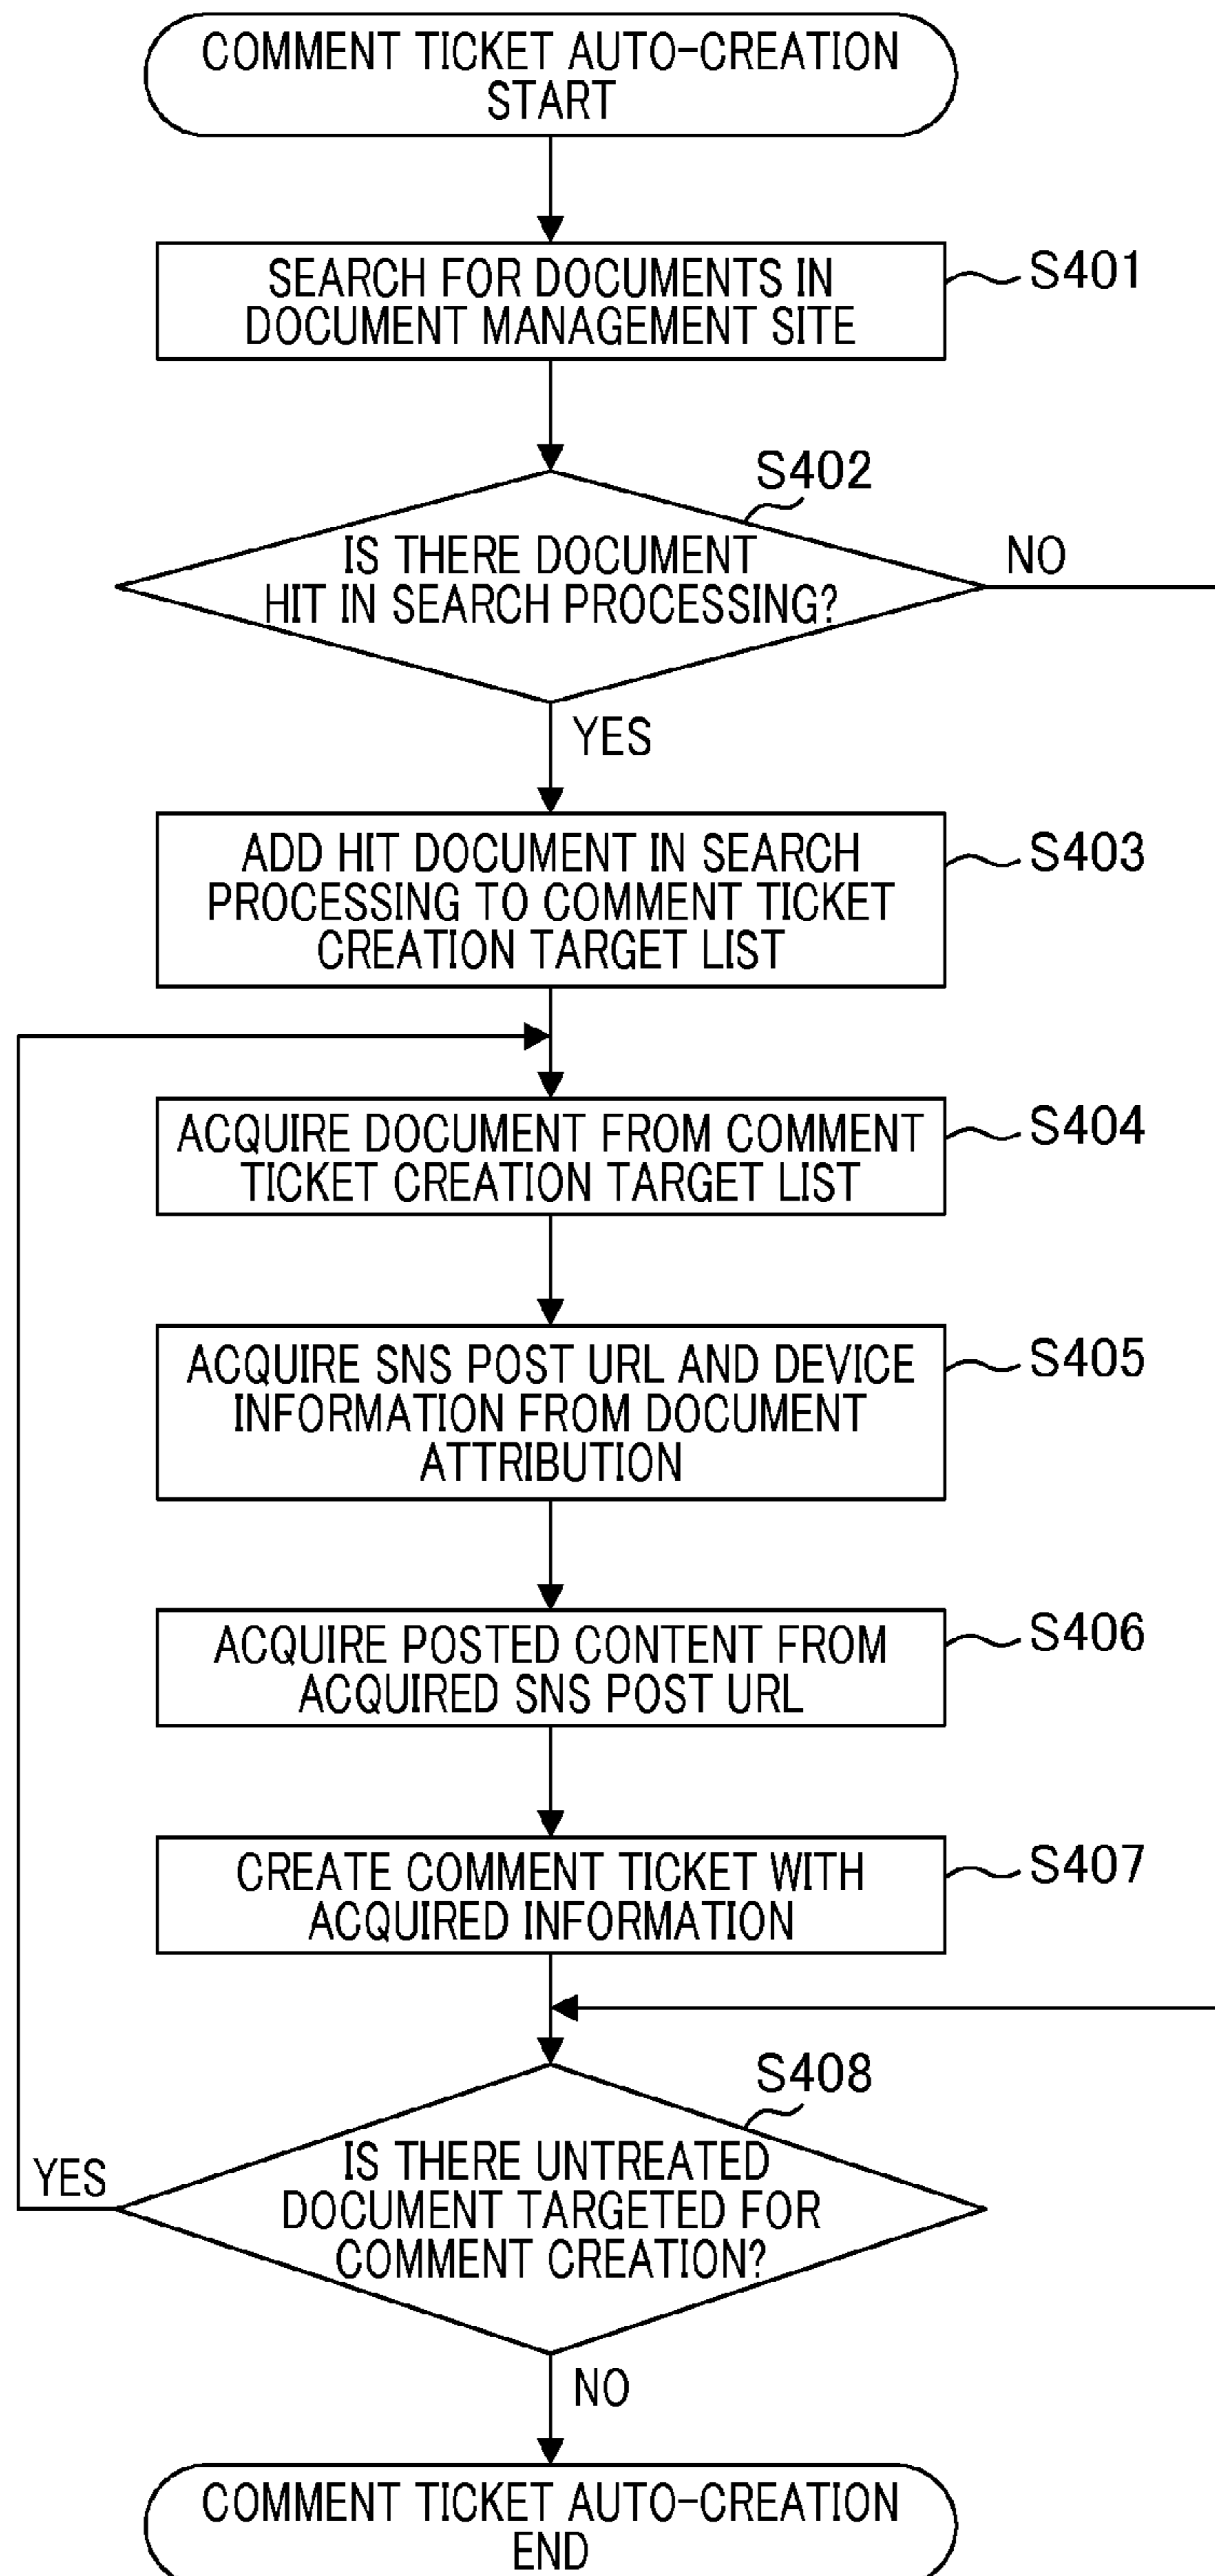 COMMENT TICKET AUTO-CREATION
START
SEARCH FOR DOCUMENTS IN
DOCUMENT MANAGEMENT SITE
S401
S402
IS THERE DOCUMENT
HIT IN SEARCH PROCESSING?
NO
YES
ADD HIT DOCUMENT IN SEARCH
PROCESSING TO COMMENT TICKET
CREATION TARGET LIST
S403
ACQUIRE DOCUMENT FROM COMMENT
TICKET CREATION TARGET LIST
S404
ACQUIRE SNS POST URL AND DEVICE
INFORMATION FROM DOCUMENT
ATTRIBUTION
S405
ACQUIRE POSTED CONTENT FROM
ACQUIRED SNS POST URL
S406
CREATE COMMENT TICKET WITH
ACQUIRED INFORMATION
S407
S408
IS THERE UNTREATED
DOCUMENT TARGETED FOR
COMMENT CREATION?
YES
NO
COMMENT TICKET AUTO-CREATION
END